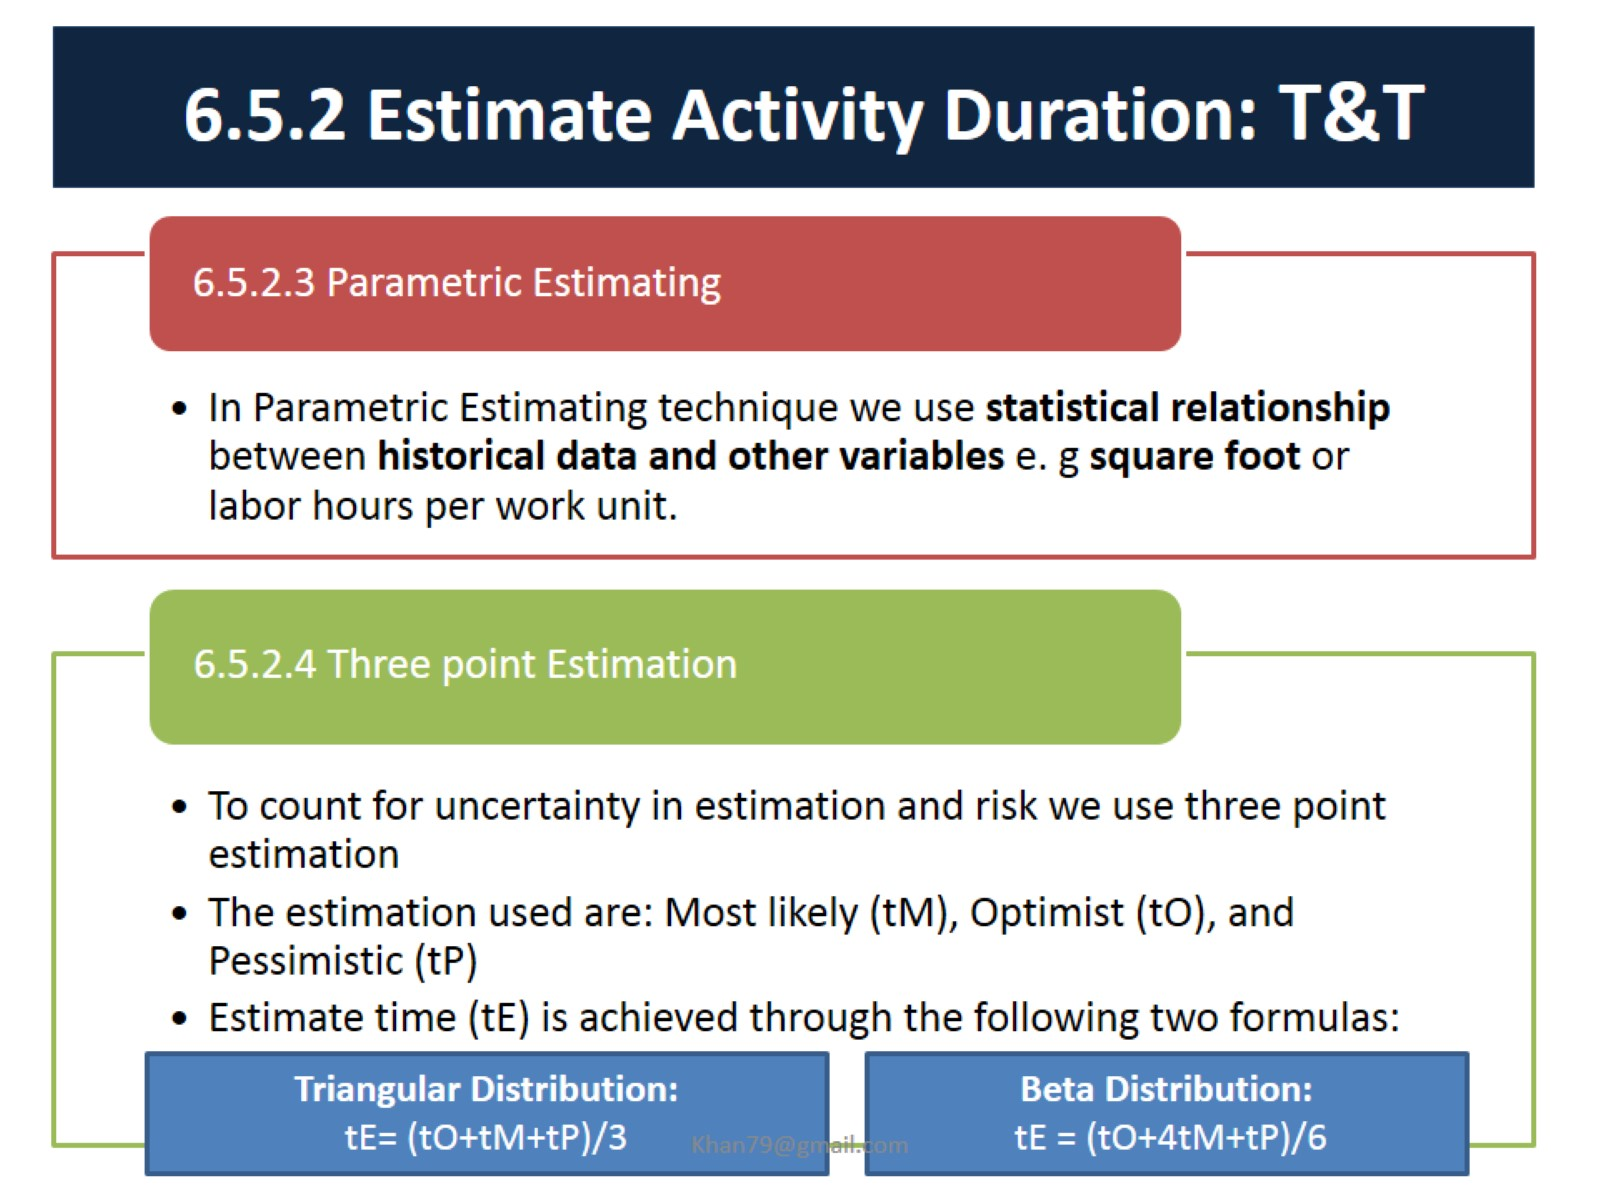 6.5.2 Estimate Activity Duration: T&T
6.5.2.3 Parametric Estimating
• In Parametric Estimating technique we use statistical relationship
between historical data and other variables e. g square foot or
labor hours per work unit.
6.5.2.4 Three point Estimation
• To count for uncertainty in estimation and risk we use three point
estimation
• The estimation used are: Most likely (tM), Optimist (tO), and
Pessimistic (tP)
• Estimate time (tE) is achieved through the following two formulas:
Triangular Distribution:
tE= (tO+tM+tP)/3
Beta Distribution:
tE = (tO+4tM+tP)/6
Khan79@gmail.com